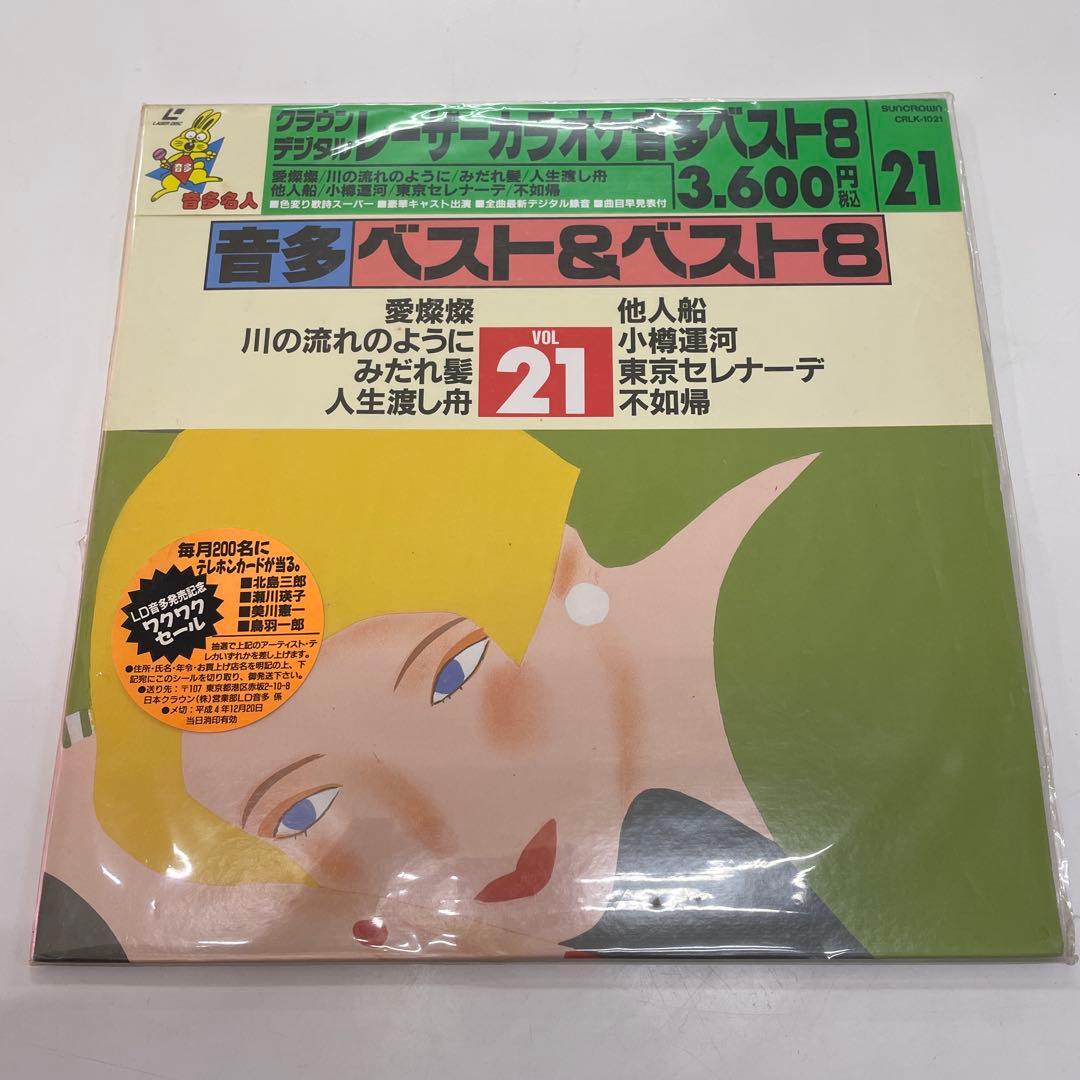 LASER DISC
音多
音多名人
クラウン
デジタル
レーザーカラオケ音多ベスト8
愛燦燦/川の流れのように/みだれ髪/人生渡し舟
他人船/小樽運河/東京セレナーデ/不如帰
■色変り歌詩スーパー ■豪華キャスト出演 ■全曲最新デジタル録音 ■曲目早見表付
3.600円
税込
SUNCROWN
CRLK-1021
21
音多 ベスト&ベスト8
愛燦燦
川の流れのように
みだれ髪
人生渡し舟
VOL
21
他人船
小樽運河
東京セレナーデ
不如帰
毎月200名に
テレホンカードが当る。
LD音多発売記念
ワクワク
セール
■北島三郎
■瀬川瑛子
■美川憲一
■鳥羽一郎
抽選で上記のアーティスト・テ
レカいずれかを差し上げます。
●住所・氏名・年令・お買上げ店名を明記の上、下
記宛にこのシールを切り取り、御発送下さい。
●送り先:〒107 東京都港区赤坂2-10-8
日本クラウン(株)営業部LD音多 係
●〆切:平成4年12月20日
当日消印有効